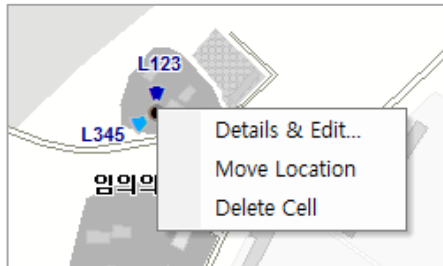 L123
L345
Details & Edit...
Move Location
임의의
Delete Cell